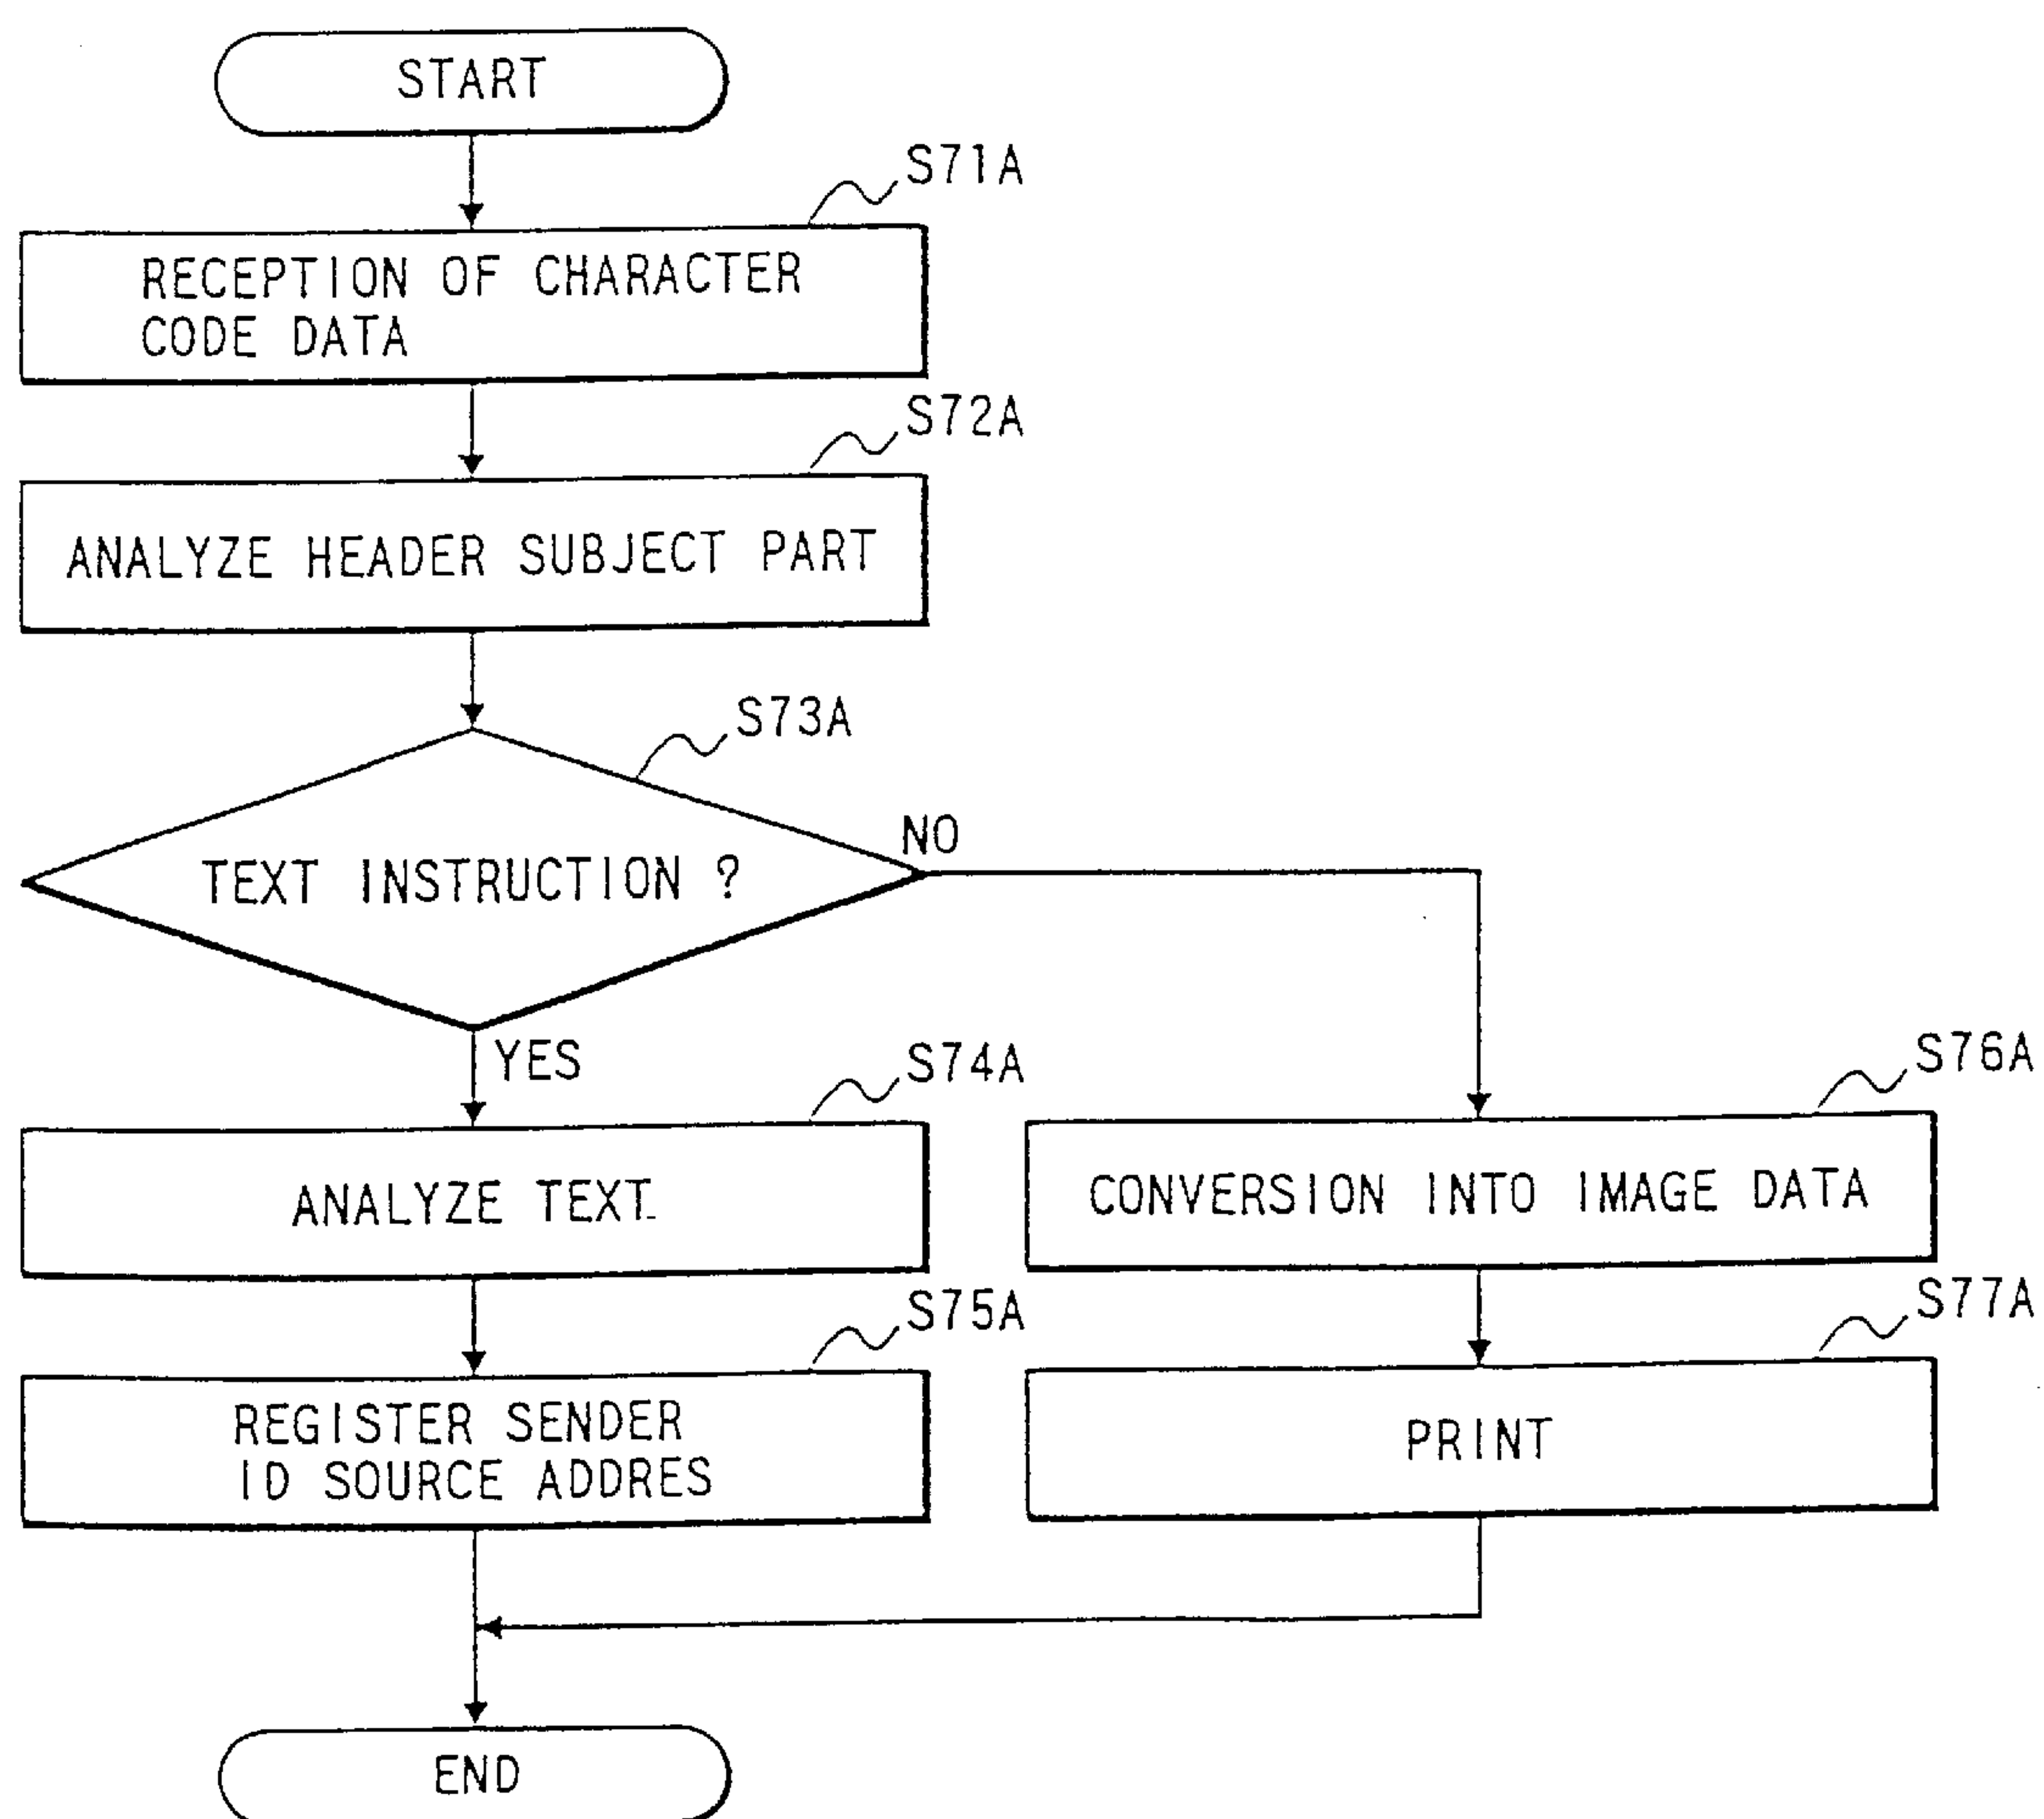 START
S71A
RECEPTION OF CHARACTER
CODE DATA
S72A
ANALYZE HEADER SUBJECT PART
S73A
TEXT INSTRUCTION ?
NO
YES
S74A
ANALYZE TEXT
S76A
CONVERSION INTO IMAGE DATA
S75A
REGISTER SENDER
ID SOURCE ADDRES
S77A
PRINT
END